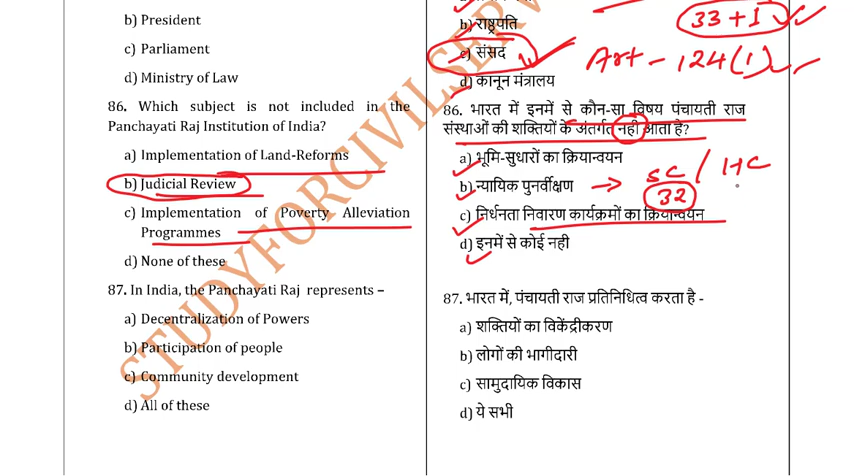 b) President
c) Parliament
d) Ministry of Law
86. Which subject is not included in the
Panchayati Raj Institution of India?
a) Implementation of Land-Reforms
b) Judicial Review
c) Implementation of Poverty Alleviation
Programmes
d) None of these
87. In India, the Panchayati Raj represents –
a) Decentralization of Powers
b) Participation of people
c) Community development
d) All of these
b) राष्ट्रपति
c) संसद
d) कानून मंत्रालय
33 + 1
Art - 124 (1)
86. भारत में इनमें से कौन-सा विषय पंचायती राज
संस्थाओं की शक्तियों के अंतर्गत नही आता है?
a) भूमि-सुधारों का क्रियान्वयन
b) न्यायिक पुनर्वीक्षण → SC / HC
32
c) निर्धनता निवारण कार्यक्रमों का क्रियान्वयन
d) इनमें से कोई नही
87. भारत में, पंचायती राज प्रतिनिधित्व करता है -
a) शक्तियों का विकेंद्रीकरण
b) लोगों की भागीदारी
c) सामुदायिक विकास
d) ये सभी
STUDYFORCIVILSERV